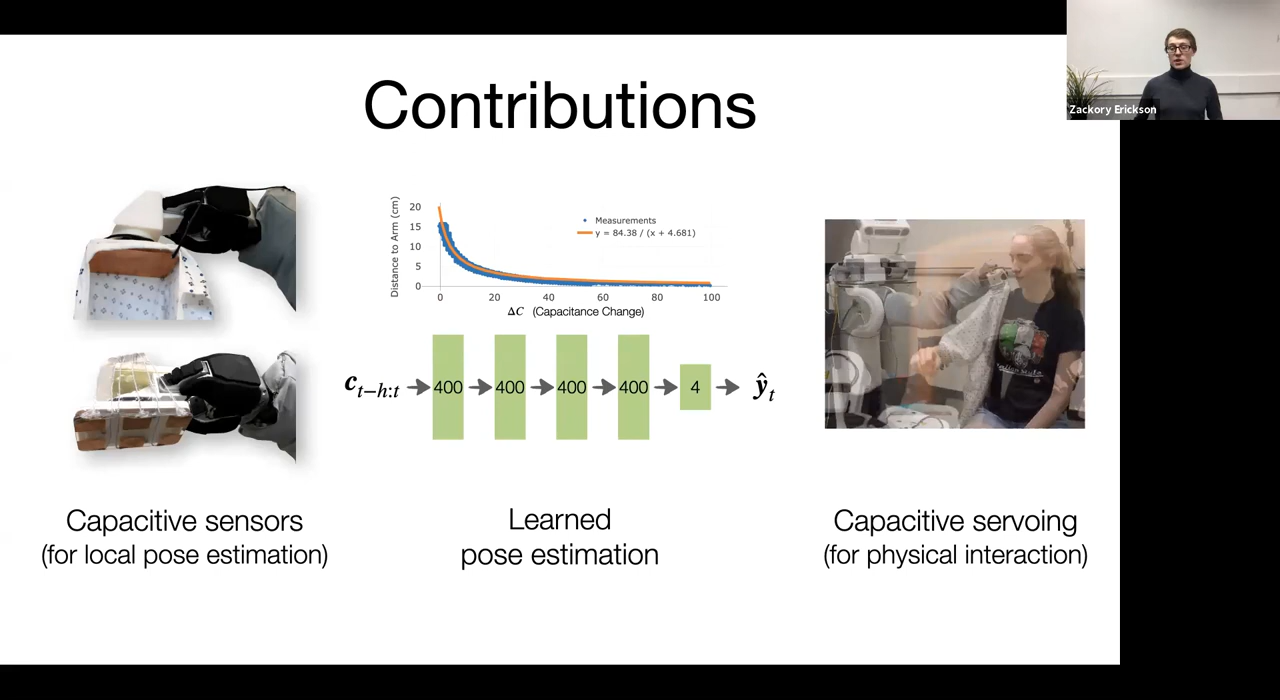 Contributions
Zackory Erickson
Distance to Arm (cm)
20
15
10
5
0
Measurements
y = 84.38 / (x + 4.681)
0 20 40 60 80 100
ΔC (Capacitance Change)
c_{t−h:t} 400 400 400 400 4 ŷ_t
Capacitive sensors
(for local pose estimation)
Learned
pose estimation
Capacitive servoing
(for physical interaction)